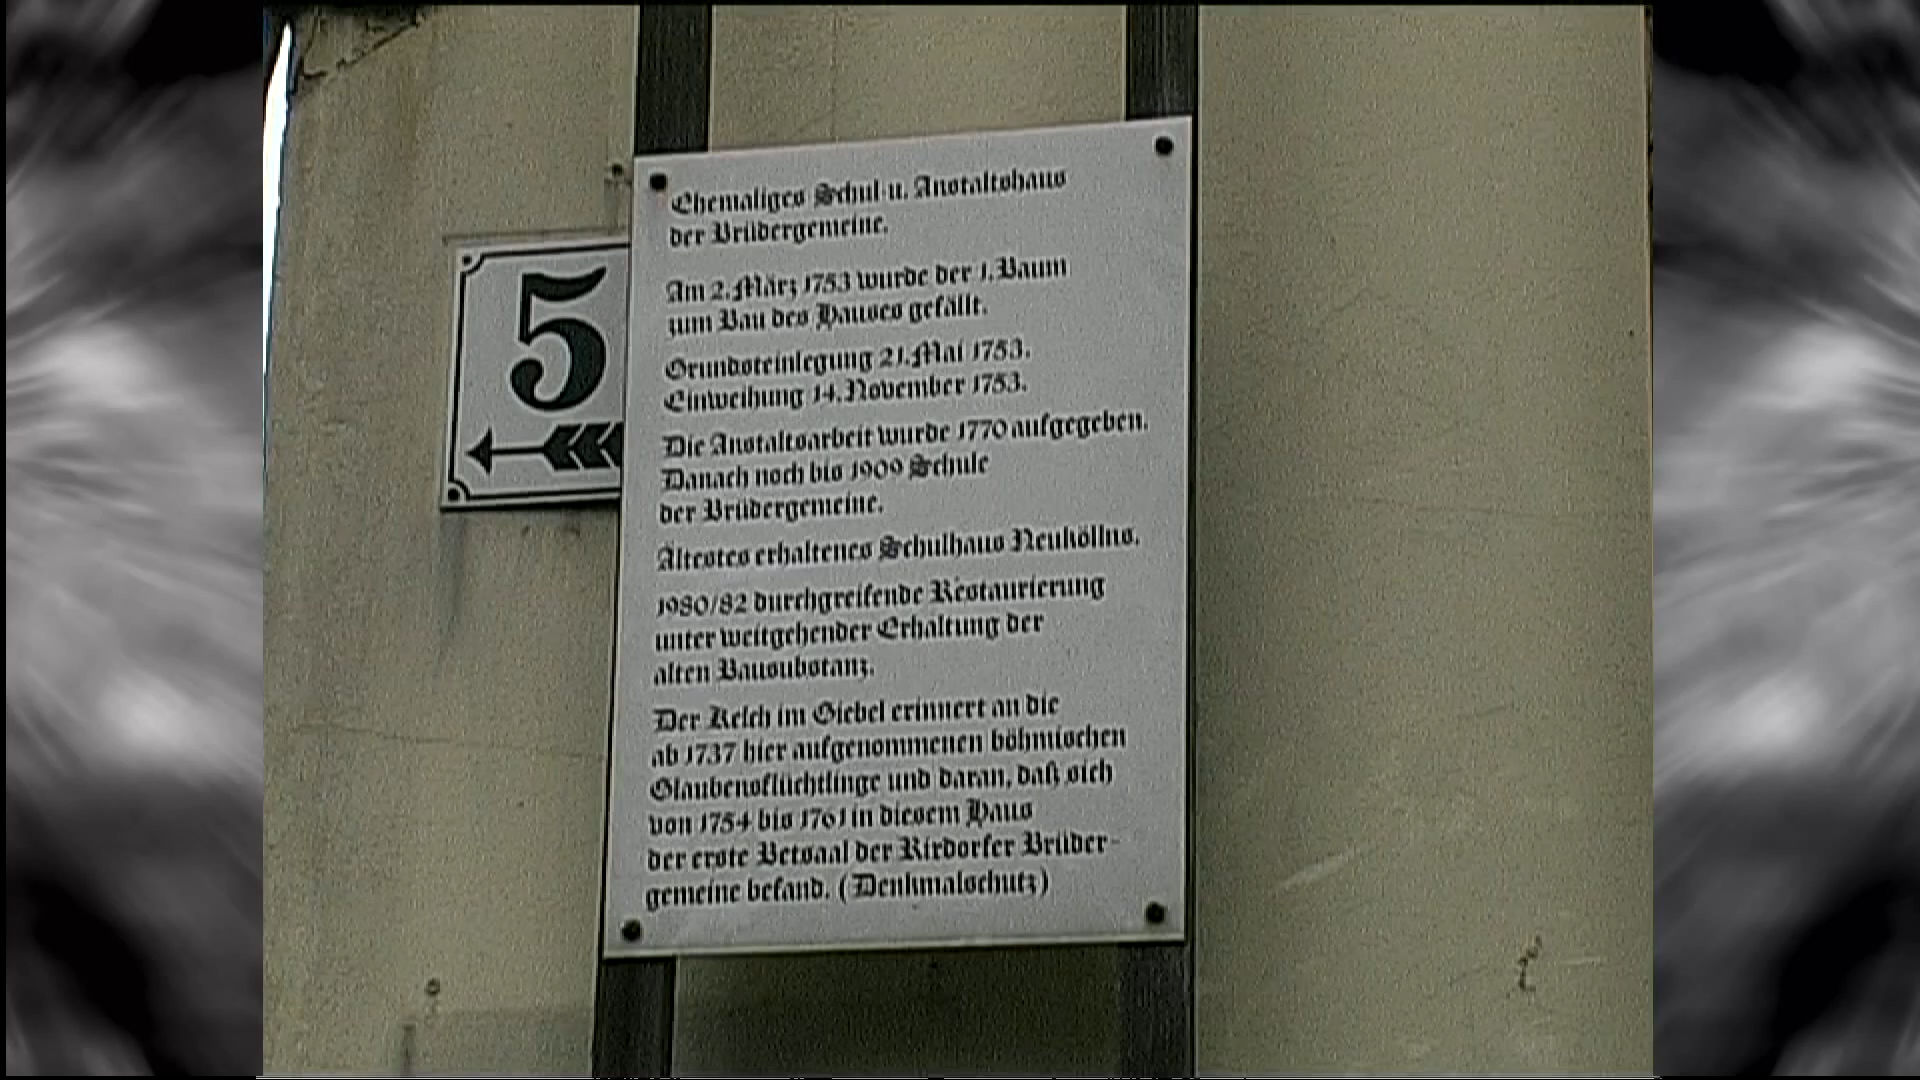 5
Ehemaliges Schul-u. Anstaltshaus
der Brüdergemeine.
Am 2. März 1753 wurde der 1. Baum
zum Bau des Hauses gefällt.
Grundsteinlegung 21. Mai 1753.
Einweihung 14. November 1753.
Die Anstaltsarbeit wurde 1770 aufgegeben.
Danach noch bis 1909 Schule
der Brüdergemeine.
Ältestes erhaltenes Schulhaus Neuköllns.
1980/82 durchgreifende Restaurierung
unter weitgehender Erhaltung der
alten Bausubstanz.
Der Kelch im Giebel erinnert an die
ab 1737 hier aufgenommenen böhmischen
Glaubensflüchtlinge und daran, daß sich
von 1754 bis 1761 in diesem Haus
der erste Betsaal der Rixdorfer Brüder-
gemeine befand. (Denkmalschutz)